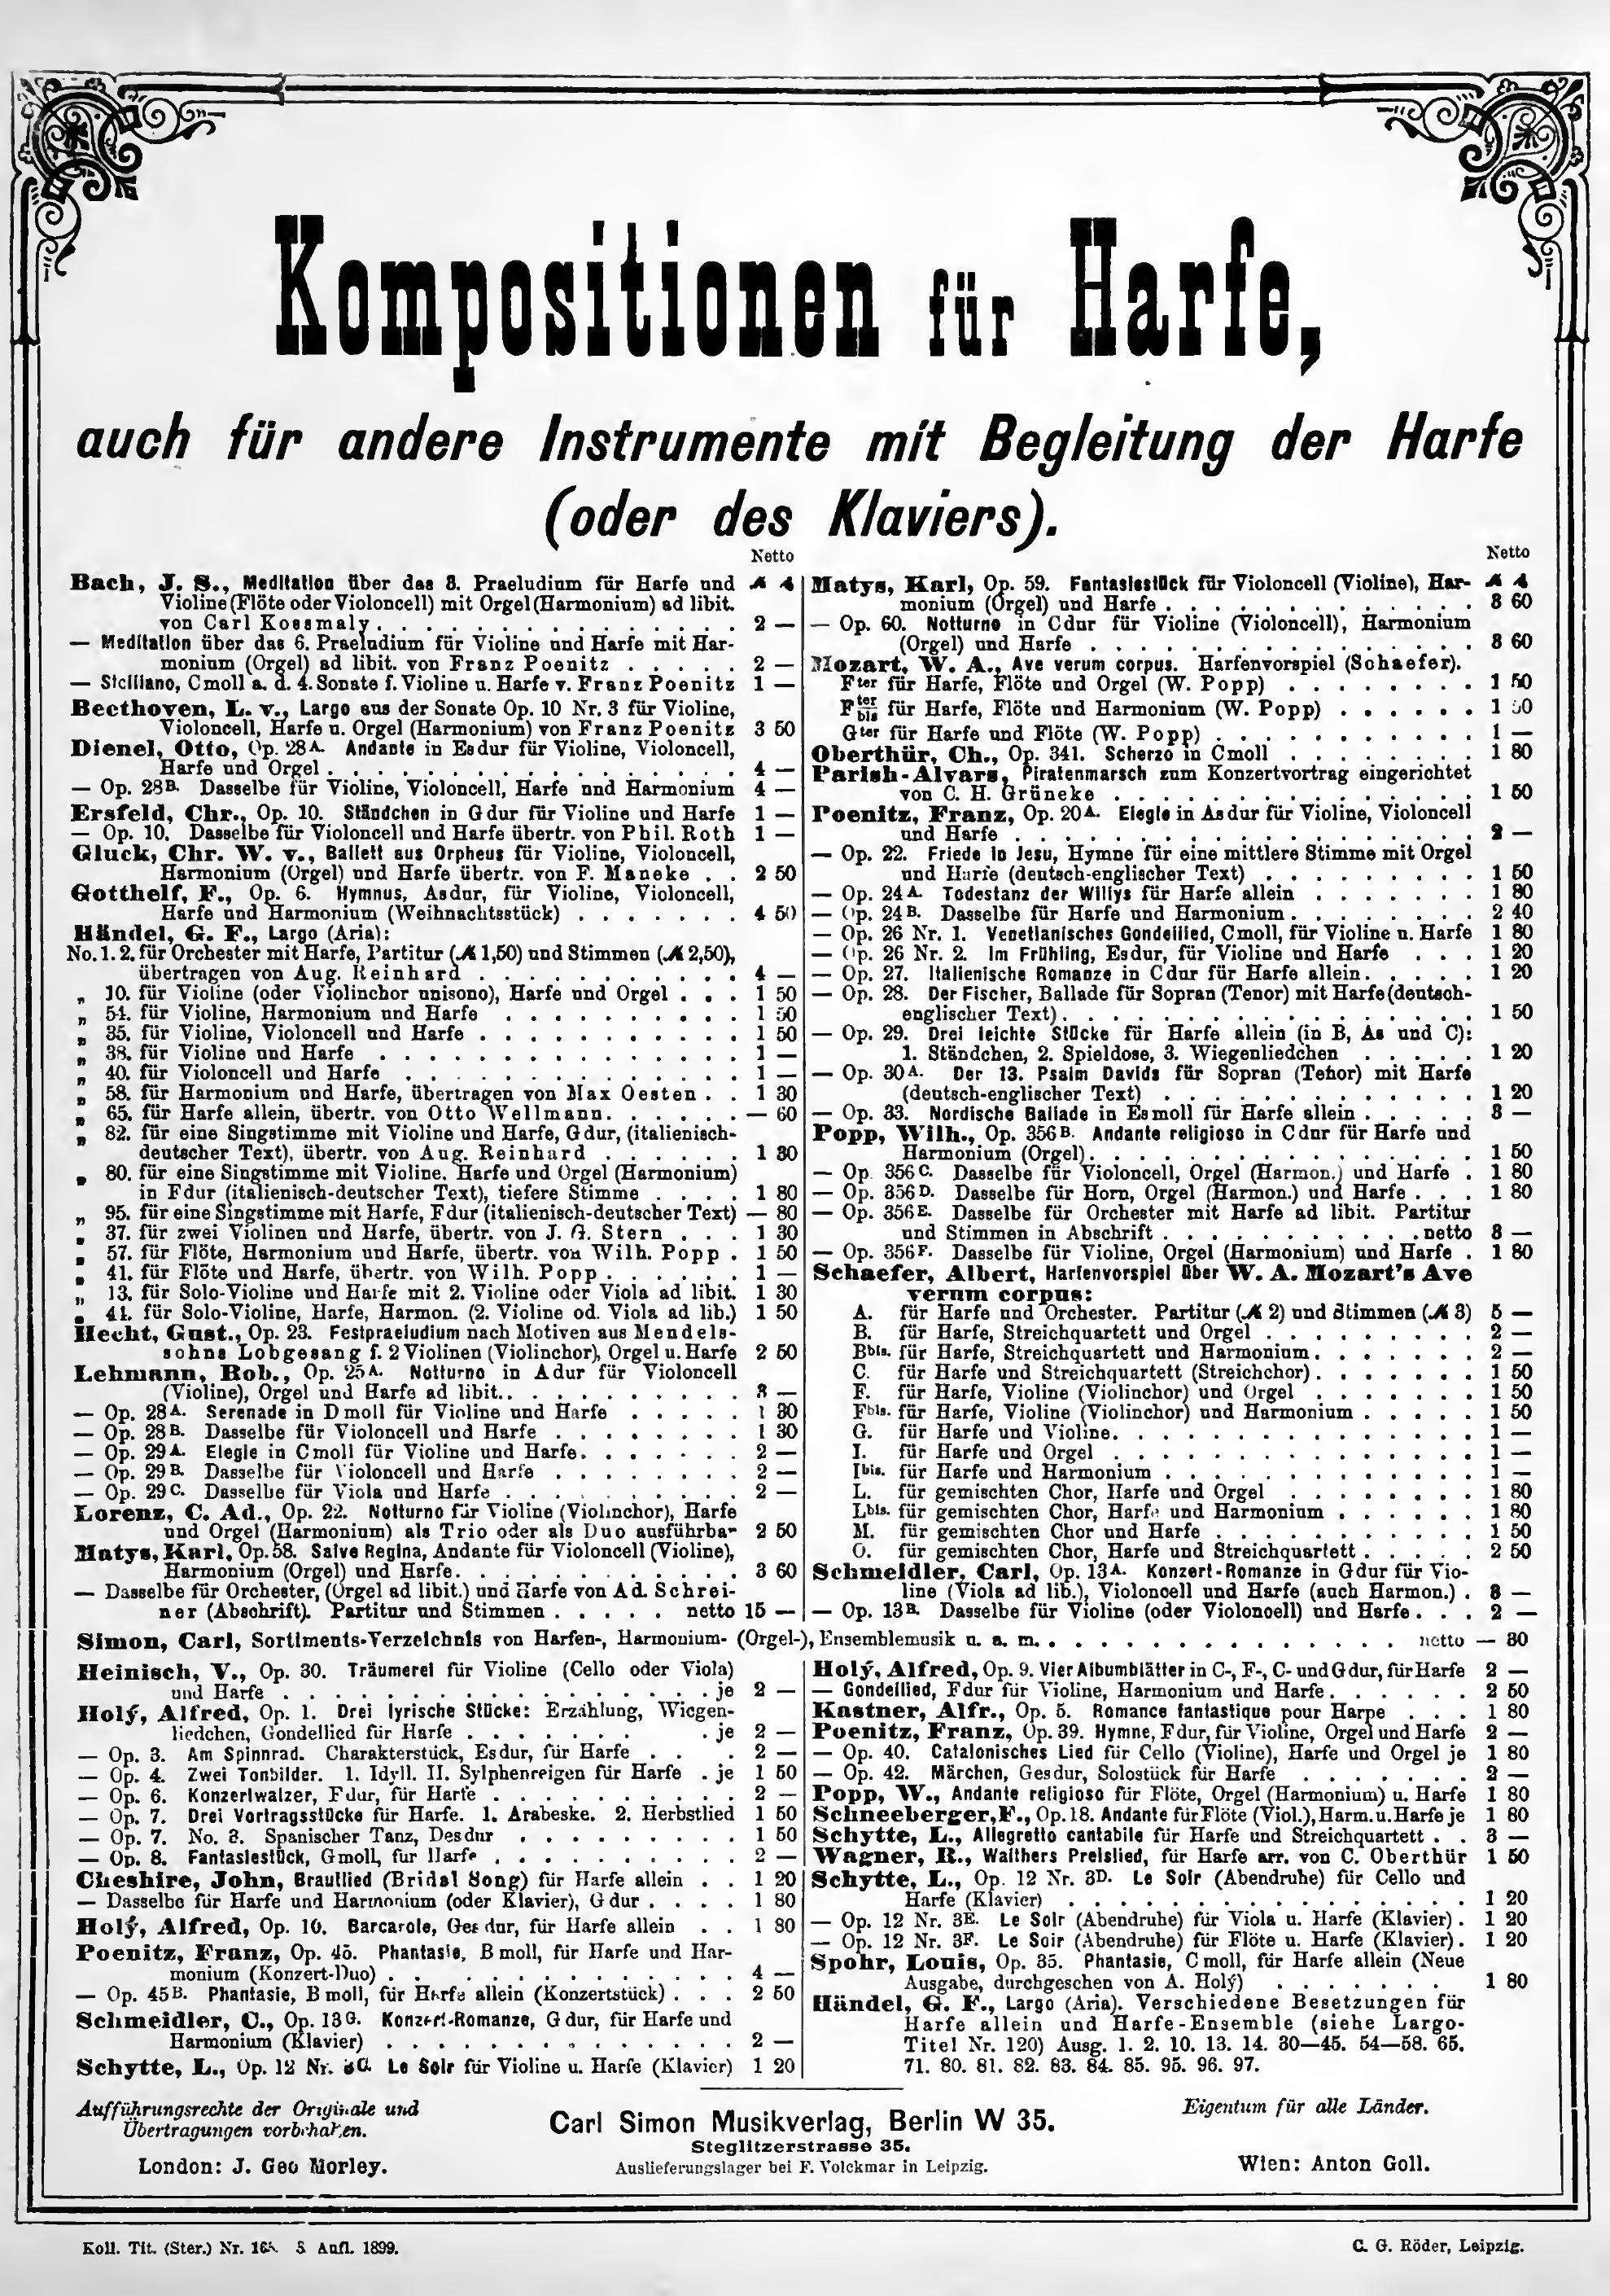 Kompositionen für Harfe,
auch für andere Instrumente mit Begleitung der Harfe
(oder des Klaviers).
Netto
Bach, J. S., Meditation über das 8. Praeludium für Harfe und ℳ ₰
Violine (Flöte oder Violoncell) mit Orgel (Harmonium) ad libit.
von Carl Kossmaly. . . . . . . . . . . . . . . 2 —
— Meditation über das 6. Praeludium für Violine und Harfe mit Har-
monium (Orgel) ad libit. von Franz Poenitz . . . . . 2 —
— Siciliano, C moll a. d. 4. Sonate f. Violine u. Harfe v. Franz Poenitz 1 —
Beethoven, L. v., Largo aus der Sonate Op. 10 Nr. 3 für Violine,
Violoncell, Harfe u. Orgel (Harmonium) von Franz Poenitz 3 50
Dienel, Otto, Op. 28A. Andante in Es dur für Violine, Violoncell,
Harfe und Orgel . . . . . . . . . . . . . . . 4 —
— Op. 28B. Dasselbe für Violine, Violoncell, Harfe und Harmonium 4 —
Ersfeld, Chr., Op. 10. Ständchen in G dur für Violine und Harfe 1 —
— Op. 10. Dasselbe für Violoncell und Harfe übertr. von Phil. Roth 1 —
Gluck, Chr. W. v., Ballett aus Orpheus für Violine, Violoncell,
Harmonium (Orgel) und Harfe übertr. von F. Maneke . . 2 50
Gotthelf, F., Op. 6. Hymnus, As dur, für Violine, Violoncell,
Harfe und Harmonium (Weihnachtsstück) . . . . . . . 4 50
Händel, G. F., Largo (Aria):
No. 1. 2. für Orchester mit Harfe, Partitur (ℳ 1,50) und Stimmen (ℳ 2,50),
übertragen von Aug. Reinhard . . . . . . . . . . . 4 —
„ 10. für Violine (oder Violinchor unisono), Harfe und Orgel . . . 1 50
„ 54. für Violine, Harmonium und Harfe . . . . . . . . . . 1 50
„ 35. für Violine, Violoncell und Harfe . . . . . . . . . . . 1 50
„ 38. für Violine und Harfe . . . . . . . . . . . . . . . 1 —
„ 40. für Violoncell und Harfe . . . . . . . . . . . . . . 1 —
„ 58. für Harmonium und Harfe, übertragen von Max Oesten . . 1 30
„ 65. für Harfe allein, übertr. von Otto Wellmann. . . . . . — 60
„ 82. für eine Singstimme mit Violine und Harfe, G dur, (italienisch-
deutscher Text), übertr. von Aug. Reinhard . . . . . . 1 80
„ 80. für eine Singstimme mit Violine, Harfe und Orgel (Harmonium)
in F dur (italienisch-deutscher Text), tiefere Stimme . . . . 1 80
„ 95. für eine Singstimme mit Harfe, F dur (italienisch-deutscher Text) — 80
„ 37. für zwei Violinen und Harfe, übertr. von J. G. Stern . . . 1 30
„ 57. für Flöte, Harmonium und Harfe, übertr. von Wilh. Popp . 1 50
„ 41. für Flöte und Harfe, übertr. von Wilh. Popp . . . . . . 1 —
„ 13. für Solo-Violine und Harfe mit 2. Violine oder Viola ad libit. 1 30
„ 44. für Solo-Violine, Harfe, Harmon. (2. Violine od. Viola ad lib.) 1 50
Hecht, Gust., Op. 23. Festpraeludium nach Motiven aus Mendels-
sohns Lobgesang f. 2 Violinen (Violinchor), Orgel u. Harfe 2 50
Lehmann, Rob., Op. 25A. Notturno in A dur für Violoncell
(Violine), Orgel und Harfe ad libit. . . . . . . . . . . 3 —
— Op. 28A. Serenade in D moll für Violine und Harfe . . . . . 1 30
— Op. 28B. Dasselbe für Violoncell und Harfe . . . . . . . . 1 30
— Op. 29A. Elegie in C moll für Violine und Harfe. . . . . . . 2 —
— Op. 29B. Dasselbe für Violoncell und Harfe . . . . . . . . 2 —
— Op. 29C. Dasselbe für Viola und Harfe . . . . . . . . . . 2 —
Lorenz, C. Ad., Op. 22. Notturno für Violine (Violinchor), Harfe
und Orgel (Harmonium) als Trio oder als Duo ausführbar 2 50
Matys, Karl, Op. 58. Salve Regina, Andante für Violoncell (Violine),
Harmonium (Orgel) und Harfe. . . . . . . . . . . . 3 60
— Dasselbe für Orchester, (Orgel ad libit.) und Harfe von Ad. Schrei-
ner (Abschrift). Partitur und Stimmen . . . . . netto 15 —
Netto
Matys, Karl, Op. 59. Fantasiestück für Violoncell (Violine), Har- ℳ ₰
monium (Orgel) und Harfe . . . . . . . . . . . . . 3 60
— Op. 60. Notturno in C dur für Violine (Violoncell), Harmonium
(Orgel) und Harfe . . . . . . . . . . . . . . . . 3 60
Mozart, W. A., Ave verum corpus. Harfenvorspiel (Schaefer).
Fter für Harfe, Flöte und Orgel (W. Popp) . . . . . . . . 1 50
Fter bis für Harfe, Flöte und Harmonium (W. Popp) . . . . . . 1 50
Gter für Harfe und Flöte (W. Popp) . . . . . . . . . . . 1 —
Oberthür, Ch., Op. 341. Scherzo in C moll . . . . . . . . 1 80
Parish-Alvars, Piratenmarsch zum Konzertvortrag eingerichtet
von C. H. Grüneke . . . . . . . . . . . . . . . . 1 50
Poenitz, Franz, Op. 20A. Elegie in As dur für Violine, Violoncell
und Harfe . . . . . . . . . . . . . . . . . . . 2 —
— Op. 22. Friede in Jesu, Hymne für eine mittlere Stimme mit Orgel
und Harfe (deutsch-englischer Text) . . . . . . . . . 1 50
— Op. 24A. Todestanz der Willys für Harfe allein . . . . . . . 1 80
— Op. 24B. Dasselbe für Harfe und Harmonium . . . . . . . . 2 40
— Op. 26 Nr. 1. Venetianisches Gondellied, C moll, für Violine u. Harfe 1 80
— Op. 26 Nr. 2. Im Frühling, Es dur, für Violine und Harfe . . . 1 20
— Op. 27. Italienische Romanze in C dur für Harfe allein. . . . . 1 20
— Op. 28. Der Fischer, Ballade für Sopran (Tenor) mit Harfe (deutsch-
englischer Text) . . . . . . . . . . . . . . . . . 1 50
— Op. 29. Drei leichte Stücke für Harfe allein (in B, As und C):
1. Ständchen, 2. Spieldose, 3. Wiegenliedchen . . . . . 1 20
— Op. 30A. Der 13. Psalm Davids für Sopran (Tenor) mit Harfe
(deutsch-englischer Text) . . . . . . . . . . . . . 1 20
— Op. 33. Nordische Ballade in Es moll für Harfe allein . . . . . 3 —
Popp, Wilh., Op. 356B. Andante religioso in C dur für Harfe und
Harmonium (Orgel). . . . . . . . . . . . . . . . 1 50
— Op. 356C. Dasselbe für Violoncell, Orgel (Harmon.) und Harfe . 1 80
— Op. 356D. Dasselbe für Horn, Orgel (Harmon.) und Harfe . . . 1 80
— Op. 356E. Dasselbe für Orchester mit Harfe ad libit. Partitur
und Stimmen in Abschrift . . . . . . . . . . . netto 8 —
— Op. 356F. Dasselbe für Violine, Orgel (Harmonium) und Harfe . 1 80
Schaefer, Albert, Harfenvorspiel über W. A. Mozart's Ave
verum corpus:
A. für Harfe und Orchester. Partitur (ℳ 2) und Stimmen (ℳ 3) 5 —
B. für Harfe, Streichquartett und Orgel . . . . . . . . . 2 —
Bbis. für Harfe, Streichquartett und Harmonium . . . . . . . 2 —
C. für Harfe und Streichquartett (Streichchor) . . . . . . . 1 50
F. für Harfe, Violine (Violinchor) und Orgel . . . . . . . 1 50
Fbis. für Harfe, Violine (Violinchor) und Harmonium . . . . . 1 50
G. für Harfe und Violine. . . . . . . . . . . . . . . 1 —
I. für Harfe und Orgel . . . . . . . . . . . . . . . 1 —
Ibis. für Harfe und Harmonium . . . . . . . . . . . . . 1 —
L. für gemischten Chor, Harfe und Orgel . . . . . . . . 1 80
Lbis. für gemischten Chor, Harfe und Harmonium . . . . . . 1 80
M. für gemischten Chor und Harfe . . . . . . . . . . . 1 50
O. für gemischten Chor, Harfe und Streichquartett . . . . . 2 50
Schmeidler, Carl, Op. 13A. Konzert-Romanze in G dur für Vio-
line (Viola ad lib.), Violoncell und Harfe (auch Harmon.) . 3 —
— Op. 13B. Dasselbe für Violine (oder Violoncell) und Harfe . . . 2 —
Simon, Carl, Sortiments-Verzeichnis von Harfen-, Harmonium- (Orgel-), Ensemblemusik u. a. m. . . . . . . . . . . . . . . . netto — 30
Heinisch, V., Op. 30. Träumerei für Violine (Cello oder Viola)
und Harfe . . . . . . . . . . . . . . . . . . je 2 —
Holý, Alfred, Op. 1. Drei lyrische Stücke: Erzählung, Wiegen-
liedchen, Gondellied für Harfe . . . . . . . . . je 2 —
— Op. 3. Am Spinnrad. Charakterstück, Es dur, für Harfe . . . 2 —
— Op. 4. Zwei Tonbilder. I. Idyll. II. Sylphenreigen für Harfe . je 1 50
— Op. 6. Konzertwalzer, F dur, für Harfe . . . . . . . . . . 2 —
— Op. 7. Drei Vortragsstücke für Harfe. 1. Arabeske. 2. Herbstlied 1 50
— Op. 7. No. 3. Spanischer Tanz, Des dur . . . . . . . . . 1 50
— Op. 8. Fantasiestück, G moll, für Harfe . . . . . . . . . . 2 —
Cheshire, John, Brautlied (Bridal Song) für Harfe allein . . 1 20
— Dasselbe für Harfe und Harmonium (oder Klavier), G dur . . . . 1 80
Holý, Alfred, Op. 10. Barcarole, Ges dur, für Harfe allein . . 1 80
Poenitz, Franz, Op. 45. Phantasie, B moll, für Harfe und Har-
monium (Konzert-Duo) . . . . . . . . . . . . . . 4 —
— Op. 45B. Phantasie, B moll, für Harfe allein (Konzertstück) . . . 2 50
Schmeidler, C., Op. 13G. Konzert-Romanze, G dur, für Harfe und
Harmonium (Klavier) . . . . . . . . . . . . . . . 2 —
Schytte, L., Op. 12 Nr. 3C. Le Soir für Violine u. Harfe (Klavier) 1 20
Holý, Alfred, Op. 9. Vier Albumblätter in C-, F-, C- und G dur, für Harfe 2 —
— Gondellied, F dur für Violine, Harmonium und Harfe . . . . . . 2 50
Kastner, Alfr., Op. 5. Romance fantastique pour Harpe . . . 1 80
Poenitz, Franz, Op. 39. Hymne, F dur, für Violine, Orgel und Harfe 2 —
— Op. 40. Catalonisches Lied für Cello (Violine), Harfe und Orgel je 1 80
— Op. 42. Märchen, Ges dur, Solostück für Harfe . . . . . . . 2 —
Popp, W., Andante religioso für Flöte, Orgel (Harmonium) u. Harfe 1 80
Schneeberger, F., Op. 18. Andante für Flöte (Viol.), Harm. u. Harfe je 1 80
Schytte, L., Allegretto cantabile für Harfe und Streichquartett . . 3 —
Wagner, R., Walthers Preislied, für Harfe arr. von C. Oberthür 1 50
Schytte, L., Op. 12 Nr. 3D. Le Soir (Abendruhe) für Cello und
Harfe (Klavier) . . . . . . . . . . . . . . . . . 1 20
— Op. 12 Nr. 3E. Le Soir (Abendruhe) für Viola u. Harfe (Klavier) . 1 20
— Op. 12 Nr. 3F. Le Soir (Abendruhe) für Flöte u. Harfe (Klavier) . 1 20
Spohr, Louis, Op. 35. Phantasie, C moll, für Harfe allein (Neue
Ausgabe, durchgesehen von A. Holý) . . . . . . . 1 80
Händel, G. F., Largo (Aria). Verschiedene Besetzungen für
Harfe allein und Harfe-Ensemble (siehe Largo-
Titel Nr. 120) Ausg. 1. 2. 10. 13. 14. 30—45. 54—58. 65.
71. 80. 81. 82. 83. 84. 85. 95. 96. 97.
Aufführungsrechte der Originale und
Übertragungen vorbehalten.
London: J. Geo Morley.
Carl Simon Musikverlag, Berlin W 35.
Steglitzerstrasse 35.
Auslieferungslager bei F. Volckmar in Leipzig.
Eigentum für alle Länder.
Wien: Anton Goll.
Koll. Tit. (Ster.) Nr. 5 Aufl. 1899.
C. G. Röder, Leipzig.